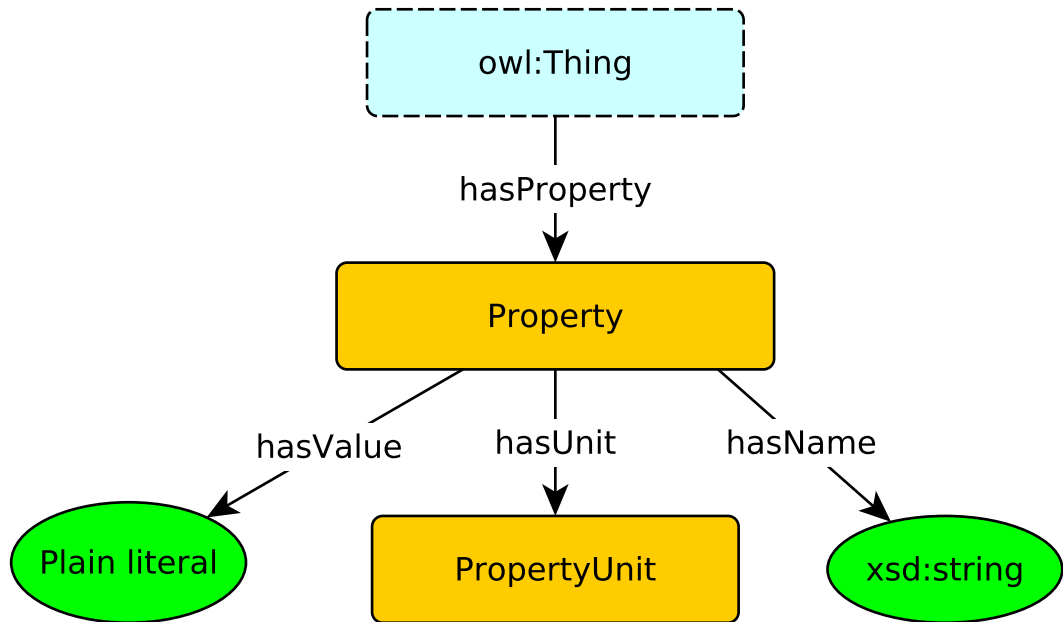 owl:Thing
hasProperty
Property
hasValue
hasUnit
hasName
Plain literal
PropertyUnit
xsd:string